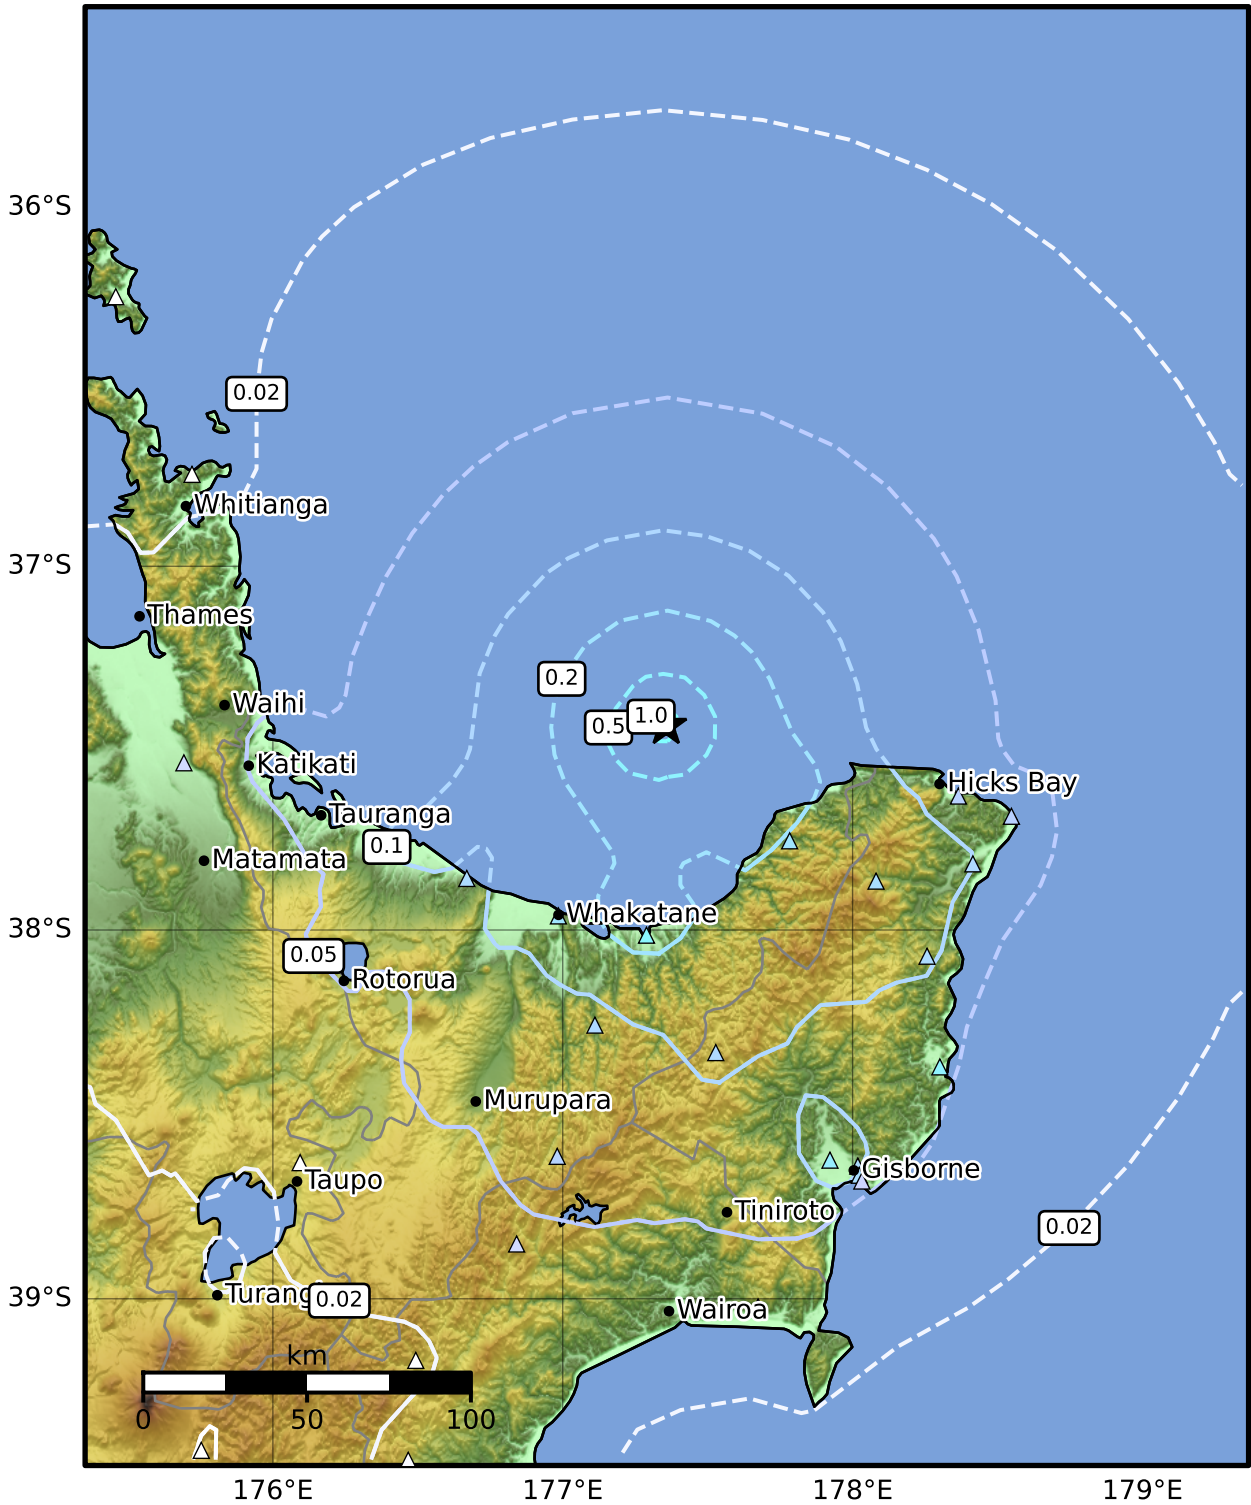 36°S
0.02
Whitianga
37°S
Thames
0.2
Waihi
0.5
1.0
Katikati
Hicks Bay
Tauranga
0.1
Matamata
Whakatane
38°S
0.05
Rotorua
Murupara
Gisborne
Taupo
Tiniroto
0.02
39°S
Turang
0.02
Wairoa
km
0
50
100
176°E
177°E
178°E
179°E